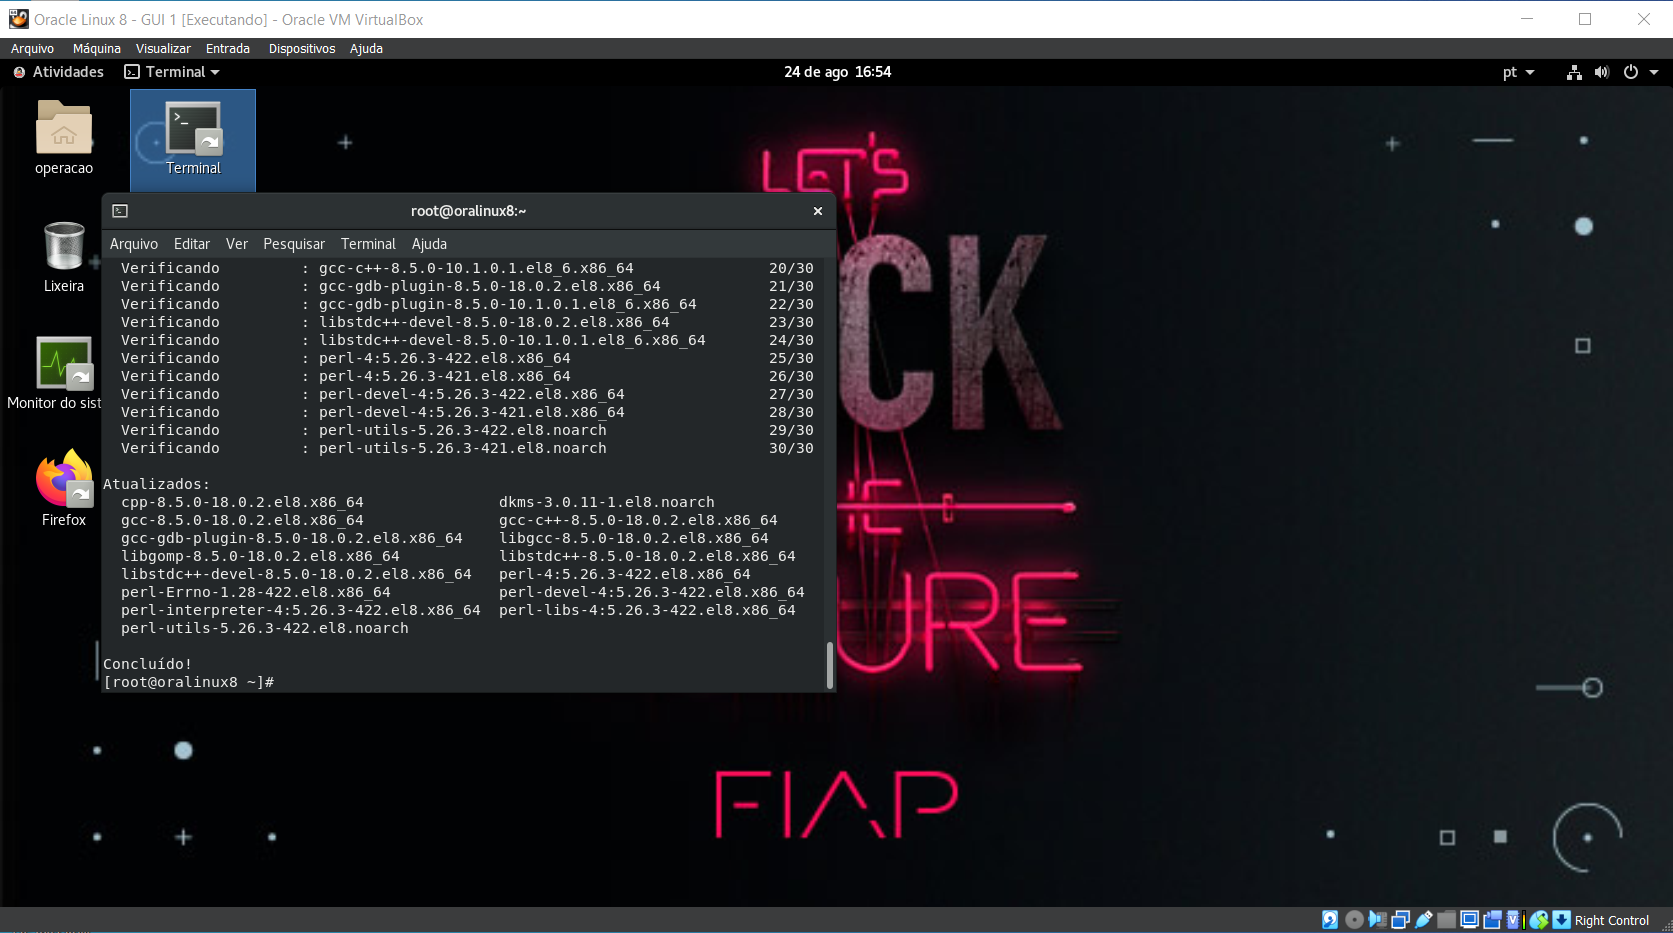 Oracle Linux 8 - GUI 1 [Executando] - Oracle VM VirtualBox
Arquivo Máquina Visualizar Entrada Dispositivos Ajuda
Atividades Terminal 24 de ago 16:54 pt
operacao
Terminal
Lixeira
Monitor do sist
Firefox
root@oralinux8:~
Arquivo Editar Ver Pesquisar Terminal Ajuda
Verificando : gcc-c++-8.5.0-10.1.0.1.el8_6.x86_64 20/30
Verificando : gcc-gdb-plugin-8.5.0-18.0.2.el8.x86_64 21/30
Verificando : gcc-gdb-plugin-8.5.0-10.1.0.1.el8_6.x86_64 22/30
Verificando : libstdc++-devel-8.5.0-18.0.2.el8.x86_64 23/30
Verificando : libstdc++-devel-8.5.0-10.1.0.1.el8_6.x86_64 24/30
Verificando : perl-4:5.26.3-422.el8.x86_64 25/30
Verificando : perl-4:5.26.3-421.el8.x86_64 26/30
Verificando : perl-devel-4:5.26.3-422.el8.x86_64 27/30
Verificando : perl-devel-4:5.26.3-421.el8.x86_64 28/30
Verificando : perl-utils-5.26.3-422.el8.noarch 29/30
Verificando : perl-utils-5.26.3-421.el8.noarch 30/30
Atualizados:
cpp-8.5.0-18.0.2.el8.x86_64 dkms-3.0.11-1.el8.noarch
gcc-8.5.0-18.0.2.el8.x86_64 gcc-c++-8.5.0-18.0.2.el8.x86_64
gcc-gdb-plugin-8.5.0-18.0.2.el8.x86_64 libgcc-8.5.0-18.0.2.el8.x86_64
libgomp-8.5.0-18.0.2.el8.x86_64 libstdc++-8.5.0-18.0.2.el8.x86_64
libstdc++-devel-8.5.0-18.0.2.el8.x86_64 perl-4:5.26.3-422.el8.x86_64
perl-Errno-1.28-422.el8.x86_64 perl-devel-4:5.26.3-422.el8.x86_64
perl-interpreter-4:5.26.3-422.el8.x86_64 perl-libs-4:5.26.3-422.el8.x86_64
perl-utils-5.26.3-422.el8.noarch
Concluído!
[root@oralinux8 ~]#
LET'S
CK
URE
FIAP
Right Control